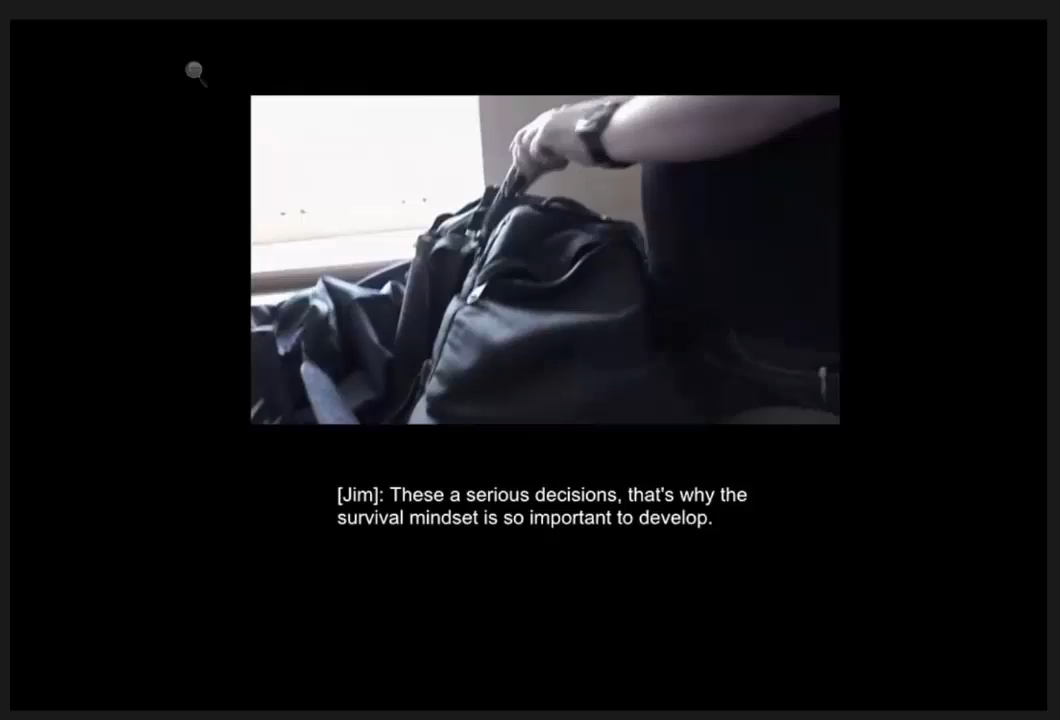 [Jim]: These a serious decisions, that's why the
survival mindset is so important to develop.